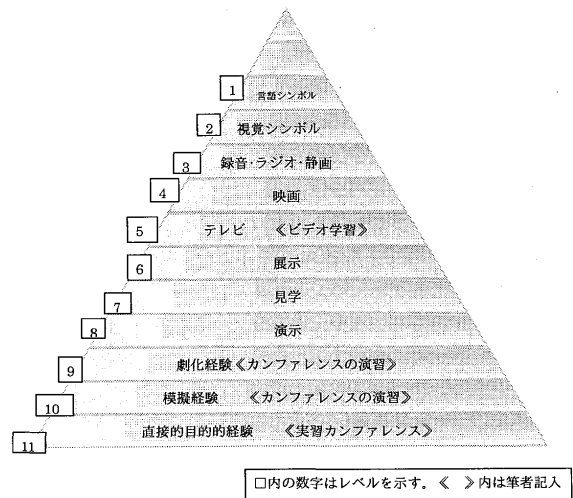 1 言語シンボル
2 視覚シンボル
3 録音・ラジオ・静画
4 映画
5 テレビ 《ビデオ学習》
6 展示
7 見学
8 演示
9 劇化経験《カンファレンスの演習》
10 模擬経験 《カンファレンスの演習》
11 直接的目的的経験 《実習カンファレンス》
□内の数字はレベルを示す。《 》内は筆者記入